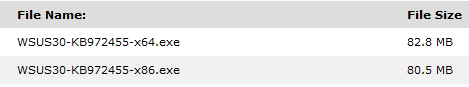 File Name: File Size
WSUS30-KB972455-x64.exe 82.8 MB
WSUS30-KB972455-x86.exe 80.5 MB